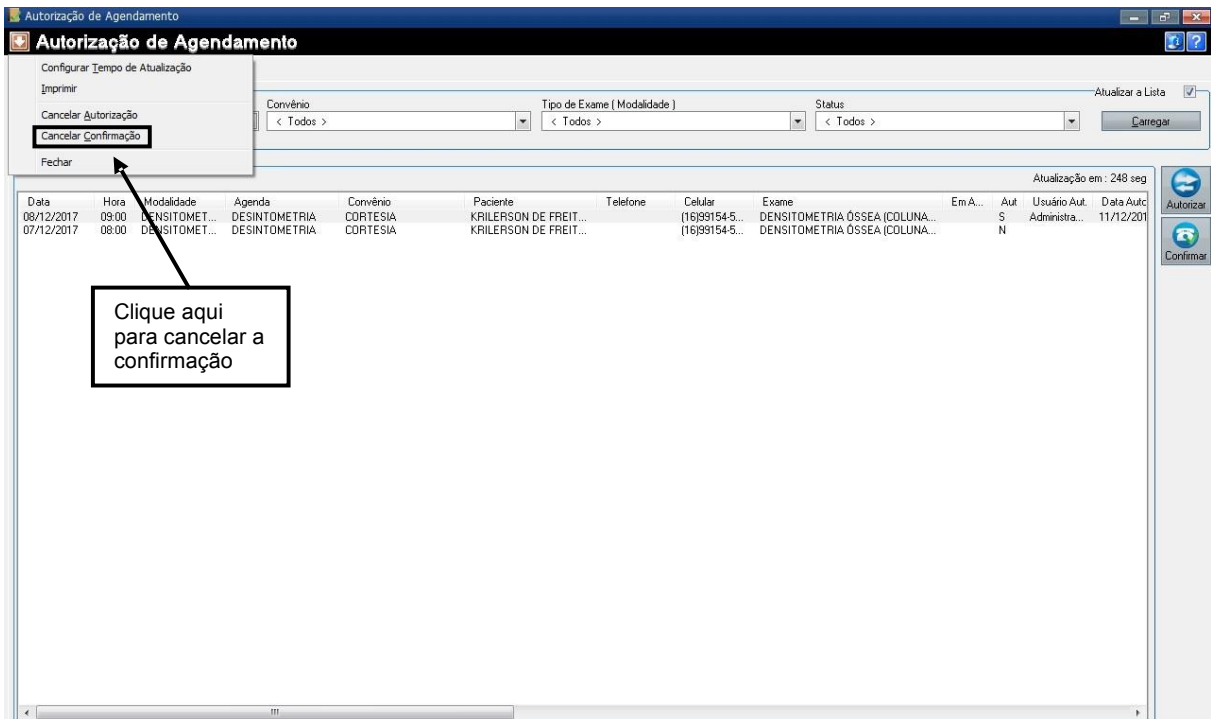 Autorização de Agendamento
Autorização de Agendamento
Configurar Tempo de Atualização
Imprimir
Cancelar Autorização
Cancelar Confirmação
Fechar
Atualizar a Lista
Convênio Tipo de Exame ( Modalidade ) Status
< Todos > < Todos > < Todos > Carregar
Atualização em : 248 seg
Data Hora Modalidade Agenda Convênio Paciente Telefone Celular Exame Em A... Aut Usuário Aut. Data Autc
08/12/2017 09:00 DENSITOMET... DESINTOMETRIA CORTESIA KRILERSON DE FREIT... (16)99154-5... DENSITOMETRIA ÓSSEA (COLUNA... S Administra... 11/12/201
07/12/2017 08:00 DENSITOMET... DESINTOMETRIA CORTESIA KRILERSON DE FREIT... (16)99154-5... DENSITOMETRIA ÓSSEA (COLUNA... N
Autorizar
Confirmar
Clique aqui
para cancelar a
confirmação